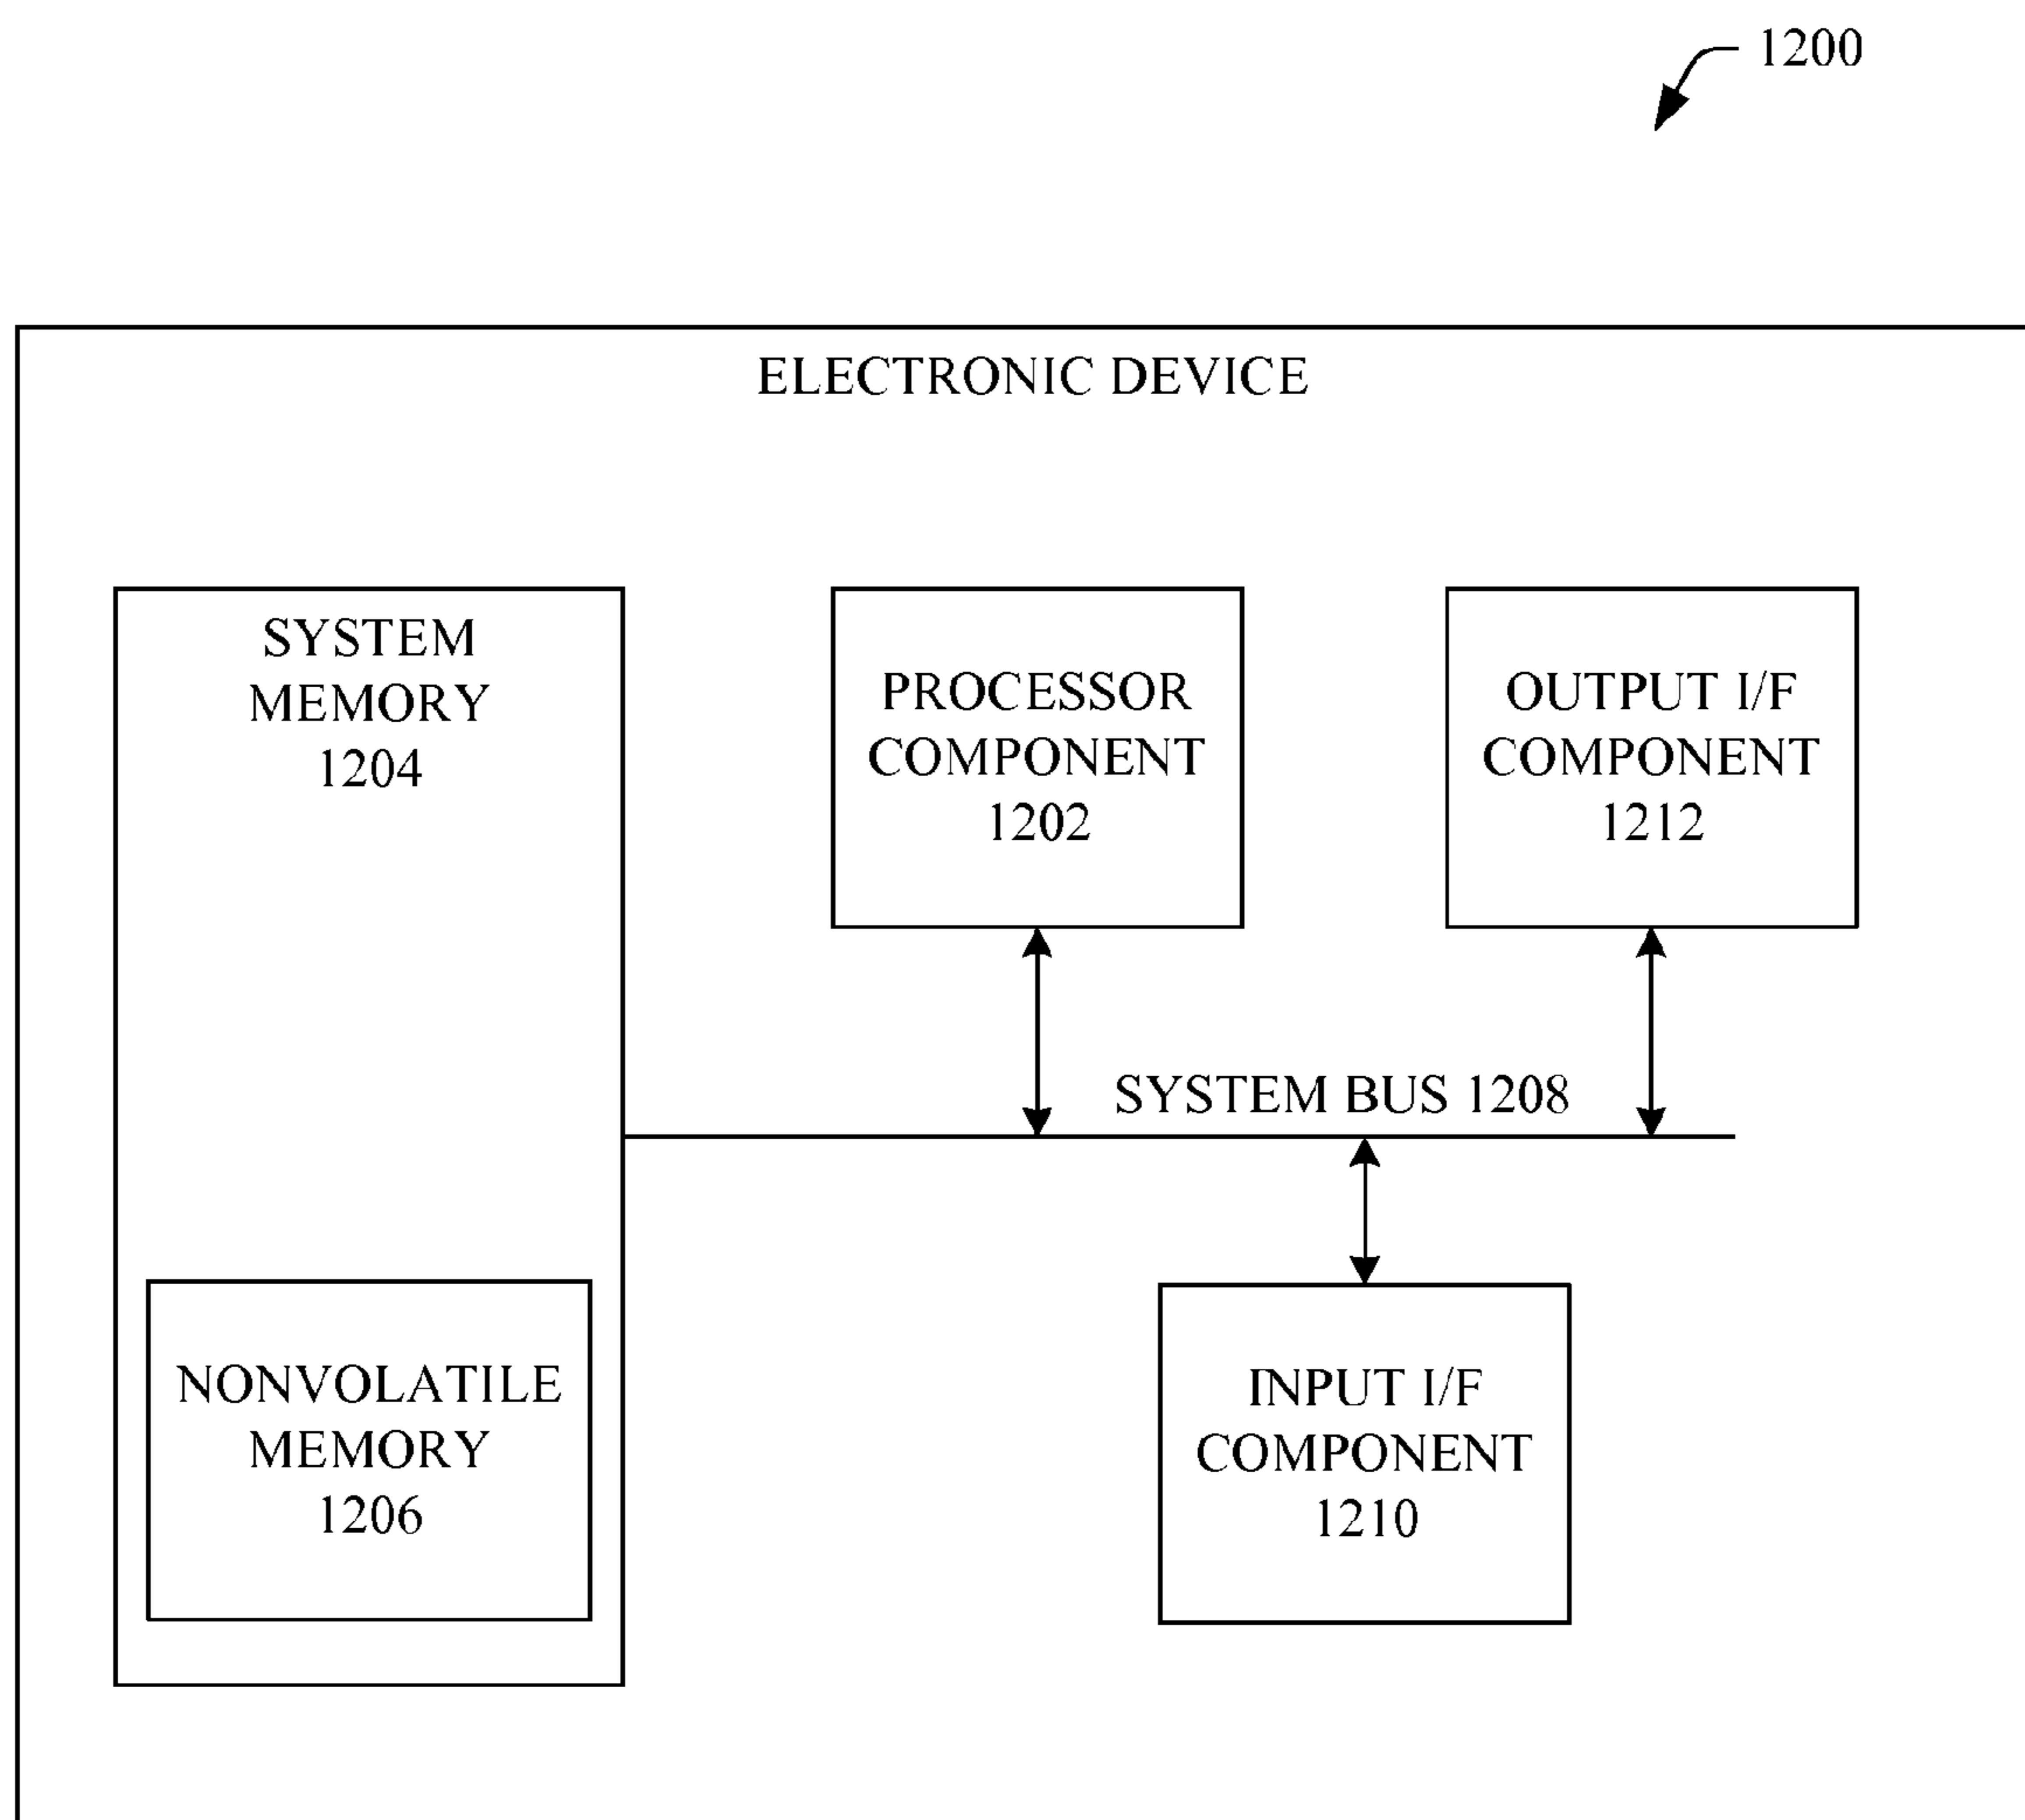 1200
ELECTRONIC DEVICE
SYSTEM
MEMORY
1204
PROCESSOR
COMPONENT
1202
OUTPUT I/F
COMPONENT
1212
SYSTEM BUS 1208
NONVOLATILE
MEMORY
1206
INPUT I/F
COMPONENT
1210